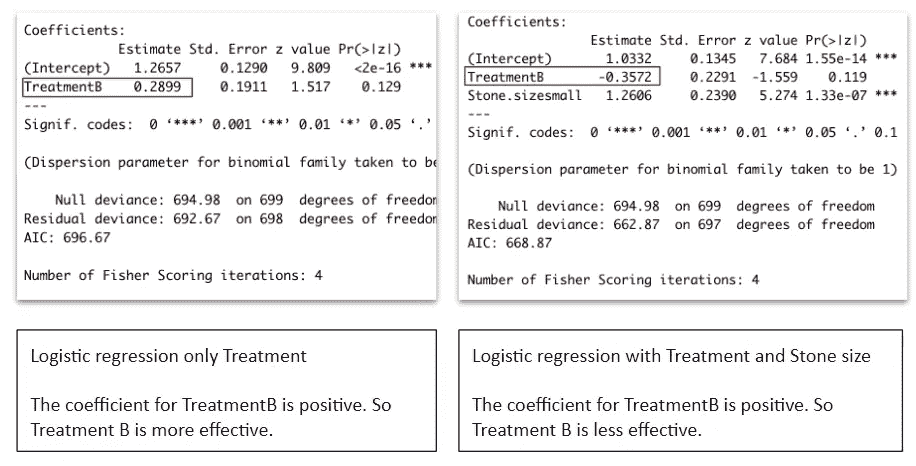 Coefficients:
Estimate Std. Error z value Pr(>|z|)
(Intercept) 1.2657 0.1290 9.809 <2e-16 ***
TreatmentB 0.2899 0.1911 1.517 0.129
---
Signif. codes: 0 ‘***’ 0.001 ‘**’ 0.01 ‘*’ 0.05 ‘.’
(Dispersion parameter for binomial family taken to be
Null deviance: 694.98 on 699 degrees of freedom
Residual deviance: 692.67 on 698 degrees of freedom
AIC: 696.67
Number of Fisher Scoring iterations: 4
Logistic regression only Treatment
The coefficient for TreatmentB is positive. So
Treatment B is more effective.
Coefficients:
Estimate Std. Error z value Pr(>|z|)
(Intercept) 1.0332 0.1345 7.684 1.55e-14 ***
TreatmentB -0.3572 0.2291 -1.559 0.119
Stone.sizesmall 1.2606 0.2390 5.274 1.33e-07 ***
---
Signif. codes: 0 ‘***’ 0.001 ‘**’ 0.01 ‘*’ 0.05 ‘.’ 0.1
(Dispersion parameter for binomial family taken to be 1)
Null deviance: 694.98 on 699 degrees of freedom
Residual deviance: 662.87 on 697 degrees of freedom
AIC: 668.87
Number of Fisher Scoring iterations: 4
Logistic regression with Treatment and Stone size
The coefficient for TreatmentB is positive. So
Treatment B is less effective.